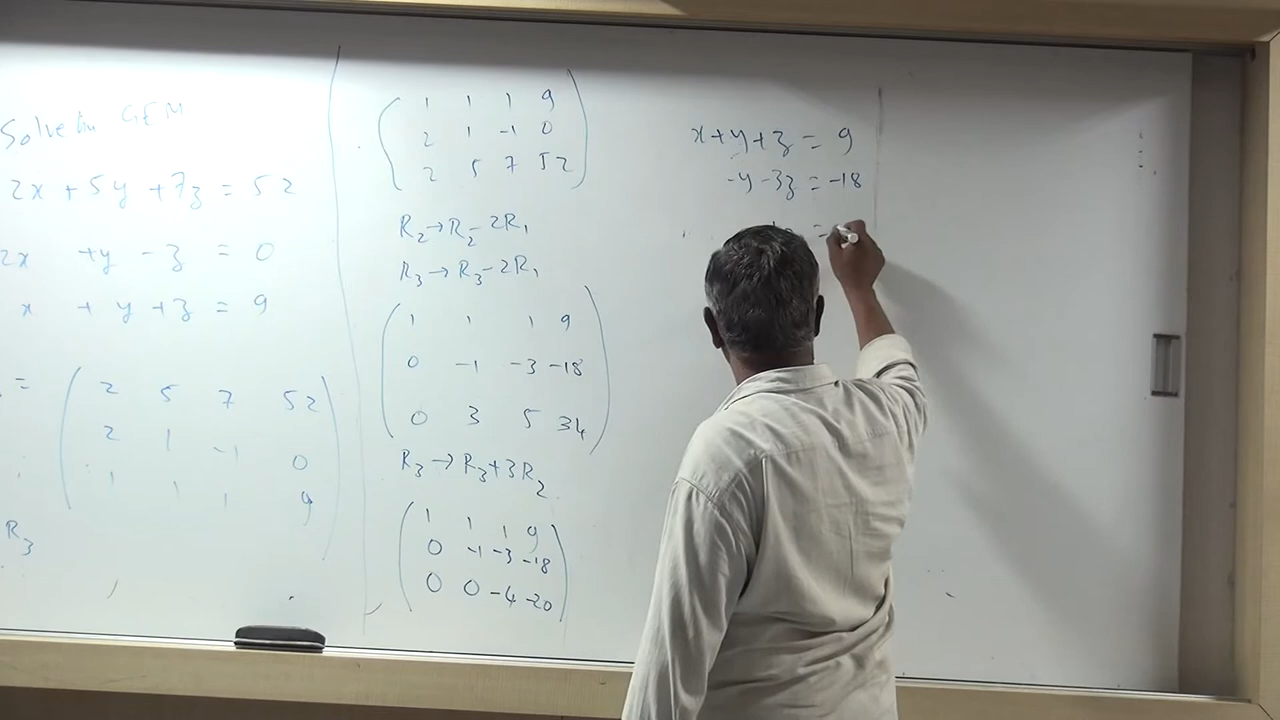 Solve GEM
2x + 5y + 7z = 52
2x + y - z = 0
x + y + z = 9
=
2 5 7 52
2 1 -1 0
1 1 1 9
R3
1 1 1 9
2 1 -1 0
2 5 7 52
R2 → R2 - 2R1
R3 → R3 - 2R1
1 1 1 9
0 -1 -3 -18
0 3 5 34
R3 → R3 + 3R2
1 1 1 9
0 -1 -3 -18
0 0 -4 -20
x + y + z = 9
-y - 3z = -18
=